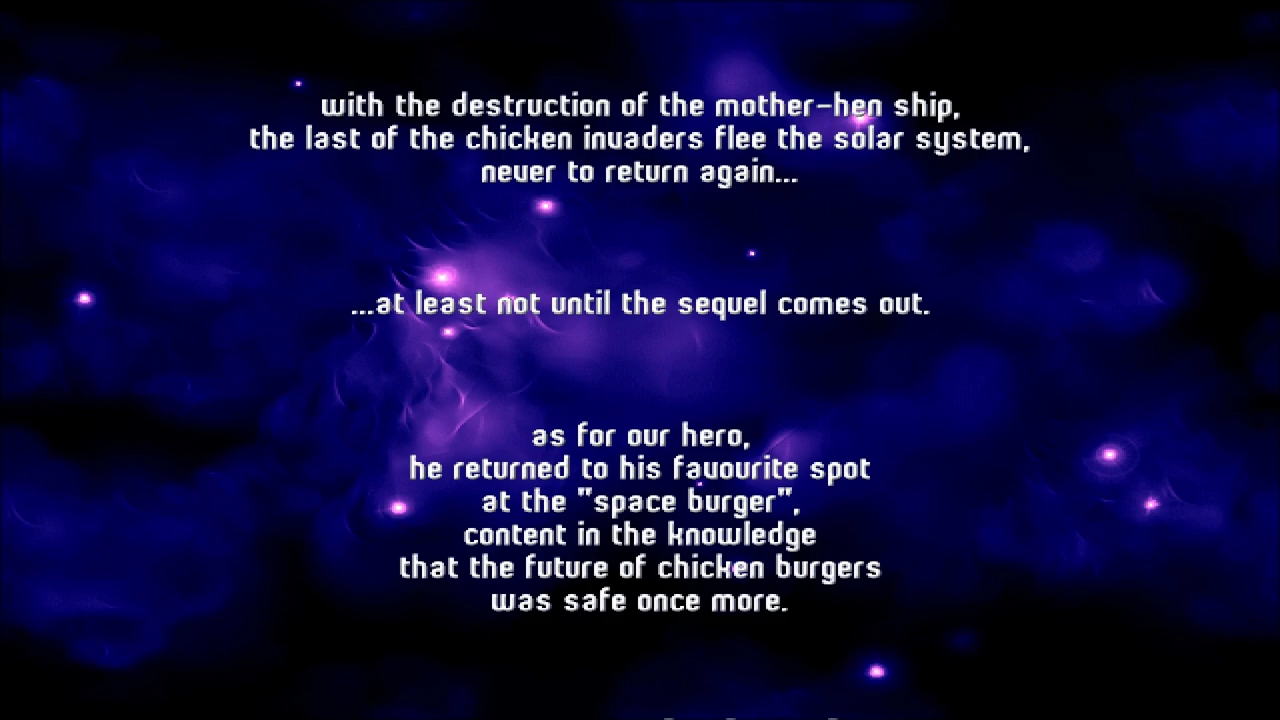 with the destruction of the mother-hen ship,
the last of the chicken invaders flee the solar system,
never to return again...
...at least not until the sequel comes out.
as for our hero,
he returned to his favourite spot
at the "space burger",
content in the knowledge
that the future of chicken burgers
was safe once more.